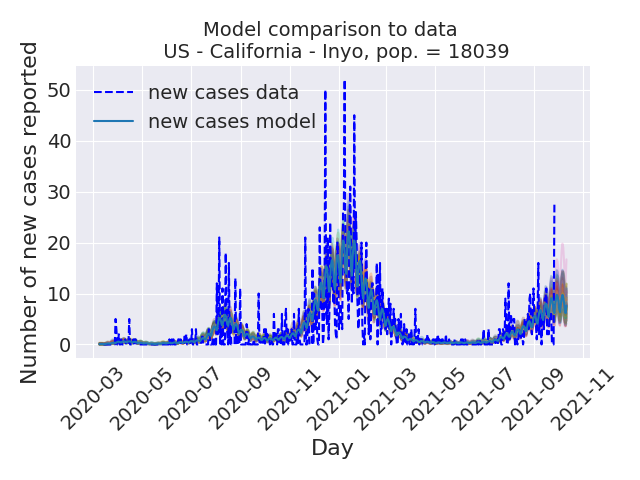 Model comparison to data
US - California - Inyo, pop. = 18039
Number of new cases reported
50
40
30
20
10
0
new cases data
new cases model
2020-03
2020-05
2020-07
2020-09
2020-11
2021-01
2021-03
2021-05
2021-07
2021-09
2021-11
Day